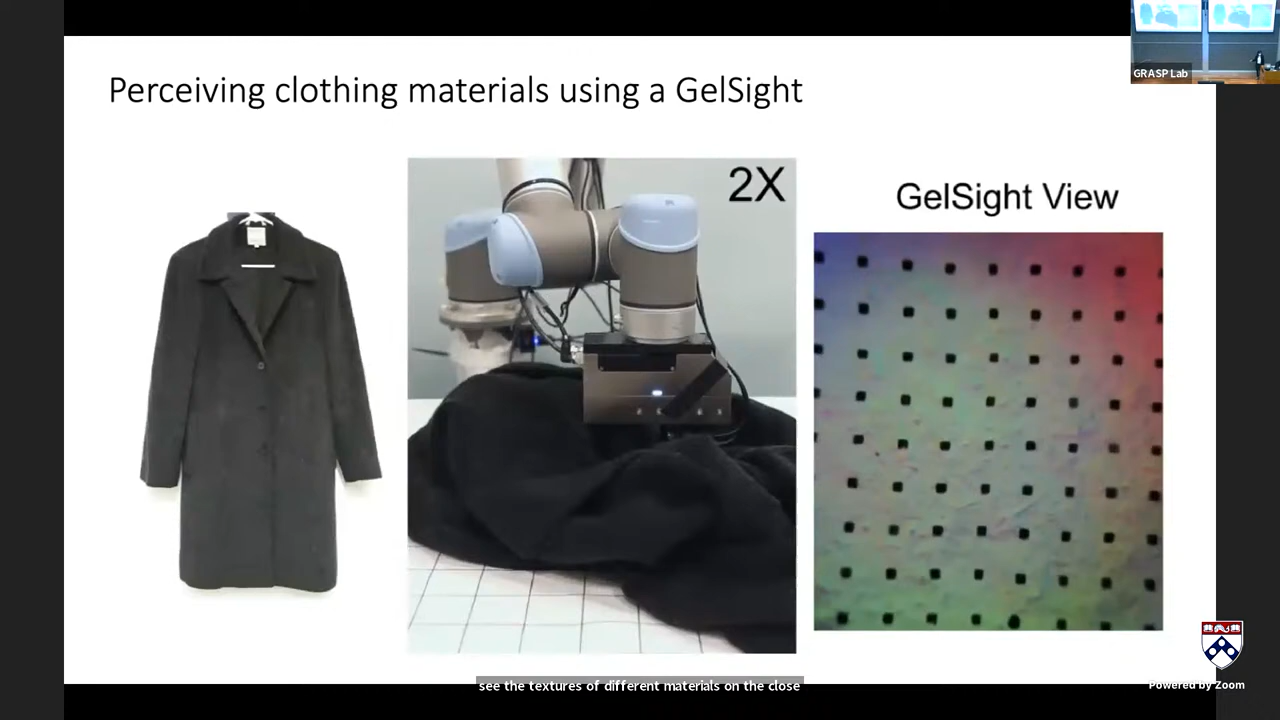 GRASP Lab
Perceiving clothing materials using a GelSight
2X
GelSight View
see the textures of different materials on the close
Powered by Zoom